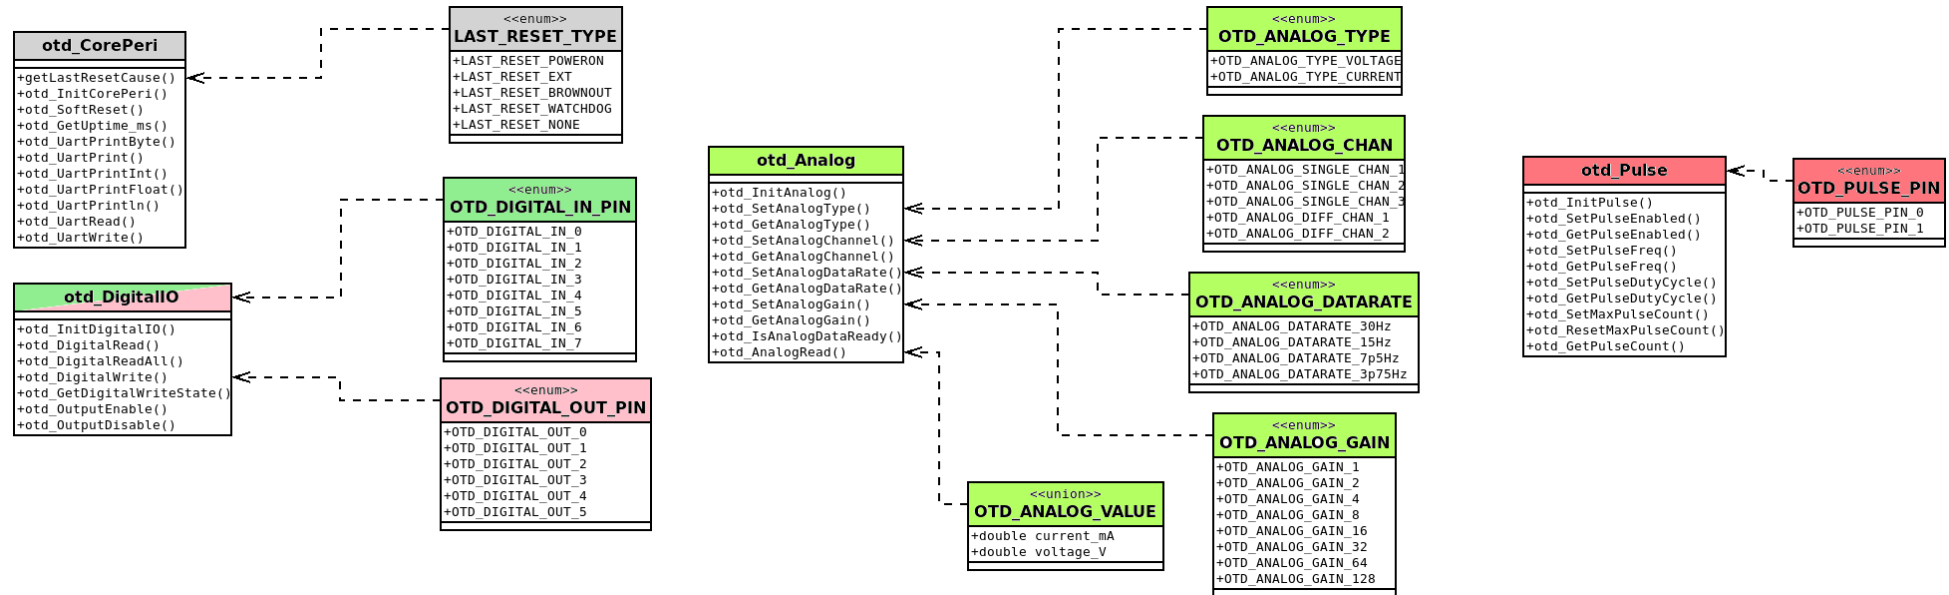 otd_CorePeri
+getLastResetCause()
+otd_InitCorePeri()
+otd_SoftReset()
+otd_GetUptime_ms()
+otd_UartPrintByte()
+otd_UartPrint()
+otd_UartPrintInt()
+otd_UartPrintFloat()
+otd_UartPrintln()
+otd_UartRead()
+otd_UartWrite()
<<enum>>
LAST_RESET_TYPE
+LAST_RESET_POWERON
+LAST_RESET_EXT
+LAST_RESET_BROWNOUT
+LAST_RESET_WATCHDOG
+LAST_RESET_NONE
otd_DigitalIO
+otd_InitDigitalIO()
+otd_DigitalRead()
+otd_DigitalReadAll()
+otd_DigitalWrite()
+otd_GetDigitalWriteState()
+otd_OutputEnable()
+otd_OutputDisable()
<<enum>>
OTD_DIGITAL_IN_PIN
+OTD_DIGITAL_IN_0
+OTD_DIGITAL_IN_1
+OTD_DIGITAL_IN_2
+OTD_DIGITAL_IN_3
+OTD_DIGITAL_IN_4
+OTD_DIGITAL_IN_5
+OTD_DIGITAL_IN_6
+OTD_DIGITAL_IN_7
<<enum>>
OTD_DIGITAL_OUT_PIN
+OTD_DIGITAL_OUT_0
+OTD_DIGITAL_OUT_1
+OTD_DIGITAL_OUT_2
+OTD_DIGITAL_OUT_3
+OTD_DIGITAL_OUT_4
+OTD_DIGITAL_OUT_5
otd_Analog
+otd_InitAnalog()
+otd_SetAnalogType()
+otd_GetAnalogType()
+otd_SetAnalogChannel()
+otd_GetAnalogChannel()
+otd_SetAnalogDataRate()
+otd_GetAnalogDataRate()
+otd_SetAnalogGain()
+otd_GetAnalogGain()
+otd_IsAnalogDataReady()
+otd_AnalogRead()
<<enum>>
OTD_ANALOG_TYPE
+OTD_ANALOG_TYPE_VOLTAGE
+OTD_ANALOG_TYPE_CURRENT
<<enum>>
OTD_ANALOG_CHAN
+OTD_ANALOG_SINGLE_CHAN_1
+OTD_ANALOG_SINGLE_CHAN_2
+OTD_ANALOG_SINGLE_CHAN_3
+OTD_ANALOG_DIFF_CHAN_1
+OTD_ANALOG_DIFF_CHAN_2
<<enum>>
OTD_ANALOG_DATARATE
+OTD_ANALOG_DATARATE_30Hz
+OTD_ANALOG_DATARATE_15Hz
+OTD_ANALOG_DATARATE_7p5Hz
+OTD_ANALOG_DATARATE_3p75Hz
<<enum>>
OTD_ANALOG_GAIN
+OTD_ANALOG_GAIN_1
+OTD_ANALOG_GAIN_2
+OTD_ANALOG_GAIN_4
+OTD_ANALOG_GAIN_8
+OTD_ANALOG_GAIN_16
+OTD_ANALOG_GAIN_32
+OTD_ANALOG_GAIN_64
+OTD_ANALOG_GAIN_128
<<union>>
OTD_ANALOG_VALUE
+double current_mA
+double voltage_V
otd_Pulse
+otd_InitPulse()
+otd_SetPulseEnabled()
+otd_GetPulseEnabled()
+otd_SetPulseFreq()
+otd_GetPulseFreq()
+otd_SetPulseDutyCycle()
+otd_GetPulseDutyCycle()
+otd_SetMaxPulseCount()
+otd_ResetMaxPulseCount()
+otd_GetPulseCount()
<<enum>>
OTD_PULSE_PIN
+OTD_PULSE_PIN_0
+OTD_PULSE_PIN_1